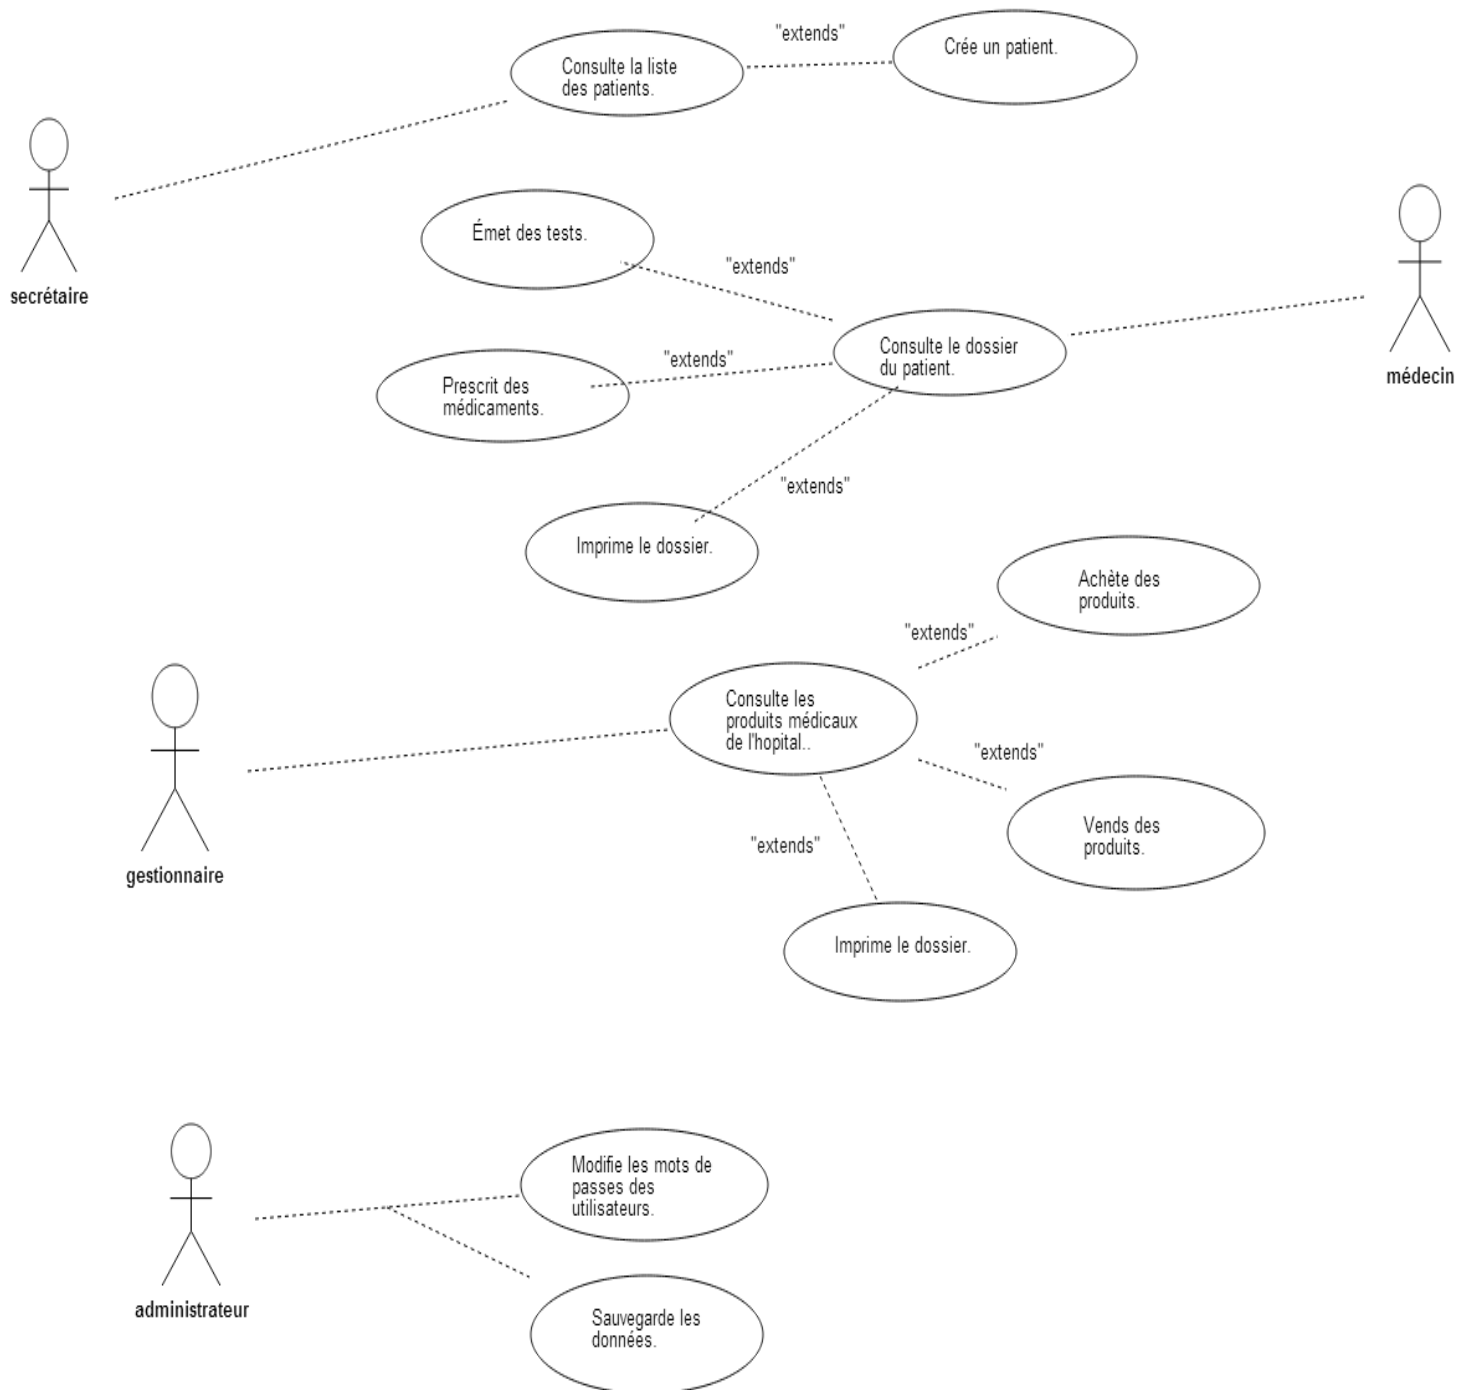 "extends"
Crée un patient.
Consulte la liste
des patients.
Émet des tests.
"extends"
secrétaire
Consulte le dossier
du patient.
"extends"
médecin
Prescrit des
médicaments.
"extends"
Imprime le dossier.
Achète des
produits.
"extends"
Consulte les
produits médicaux
de l'hopital..
"extends"
Vends des
produits.
"extends"
gestionnaire
Imprime le dossier.
Modifie les mots de
passes des
utilisateurs.
administrateur
Sauvegarde les
données.